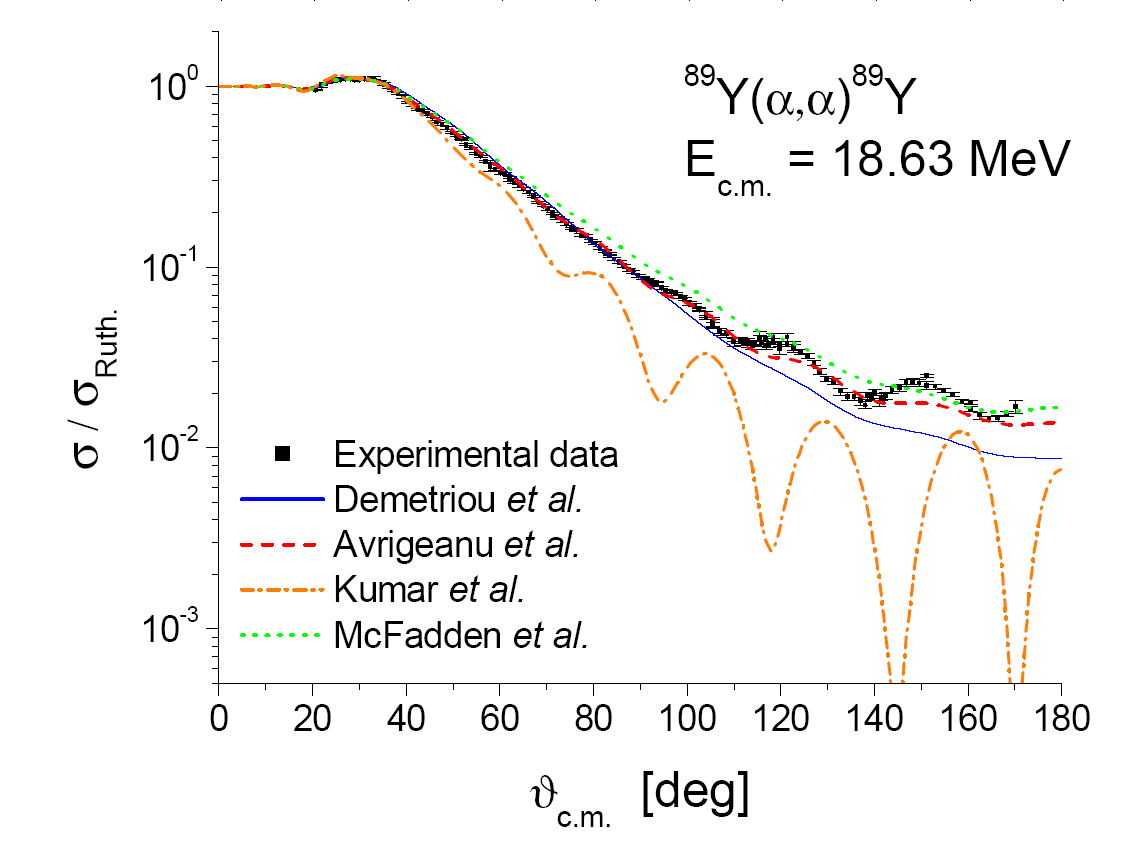 ⁸⁹Y(α,α)⁸⁹Y
E_c.m. = 18.63 MeV
10⁰
10⁻¹
10⁻²
10⁻³
σ / σ_Ruth.
Experimental data
Demetriou et al.
Avrigeanu et al.
Kumar et al.
McFadden et al.
0 20 40 60 80 100 120 140 160 180
ϑ_c.m. [deg]